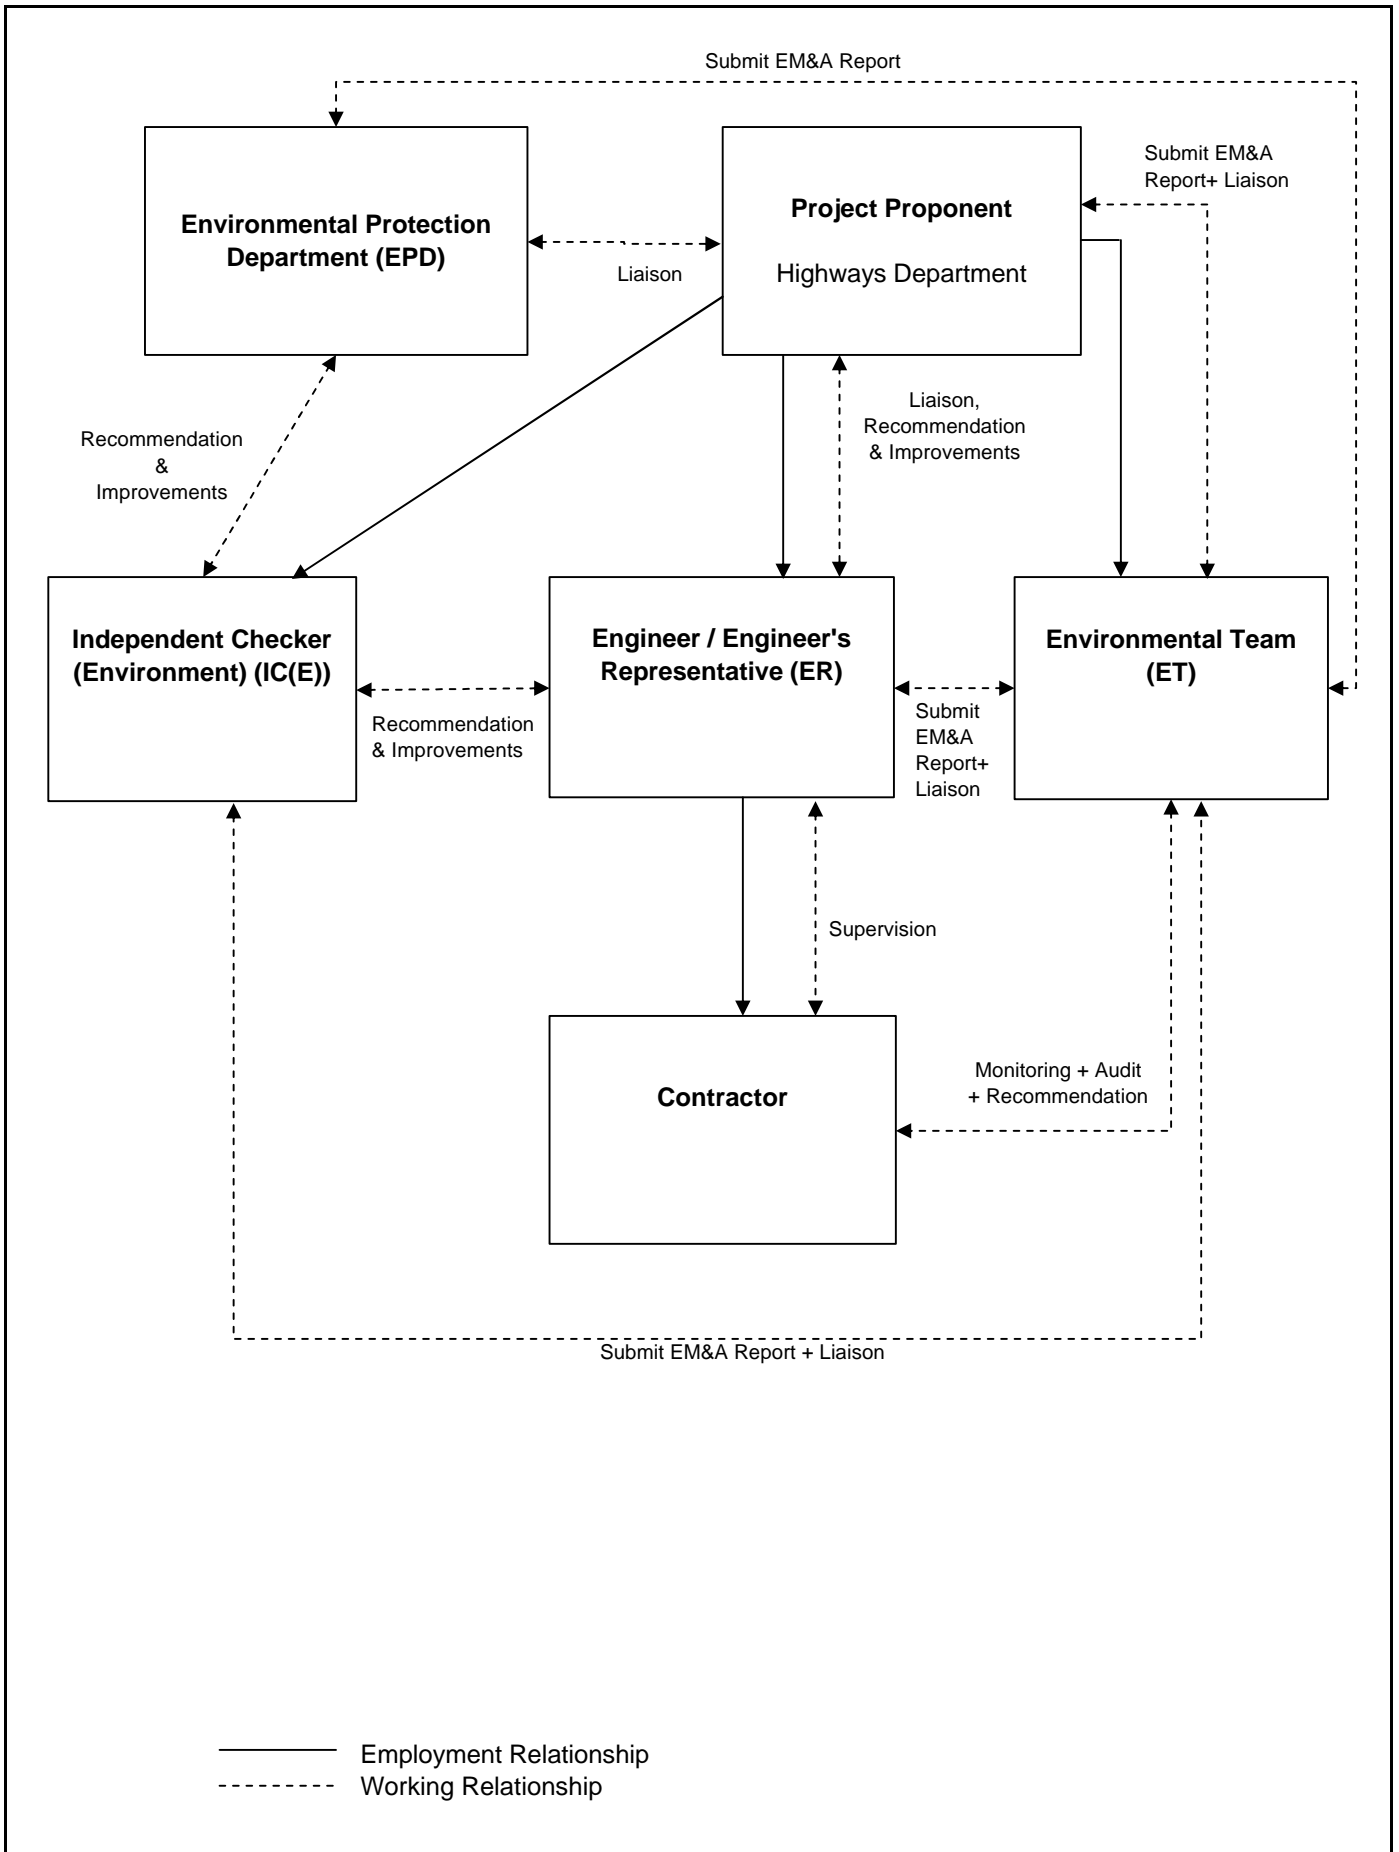 Submit EM&A Report
Submit EM&A
Report+ Liaison
Environmental Protection
Department (EPD)
Liaison
Project Proponent
Highways Department
Recommendation
&
Improvements
Liaison,
Recommendation
& Improvements
Independent Checker
(Environment) (IC(E))
Recommendation
& Improvements
Engineer / Engineer's
Representative (ER)
Submit
EM&A
Report+
Liaison
Environmental Team
(ET)
Supervision
Contractor
Monitoring + Audit
+ Recommendation
Submit EM&A Report + Liaison
Employment Relationship
Working Relationship